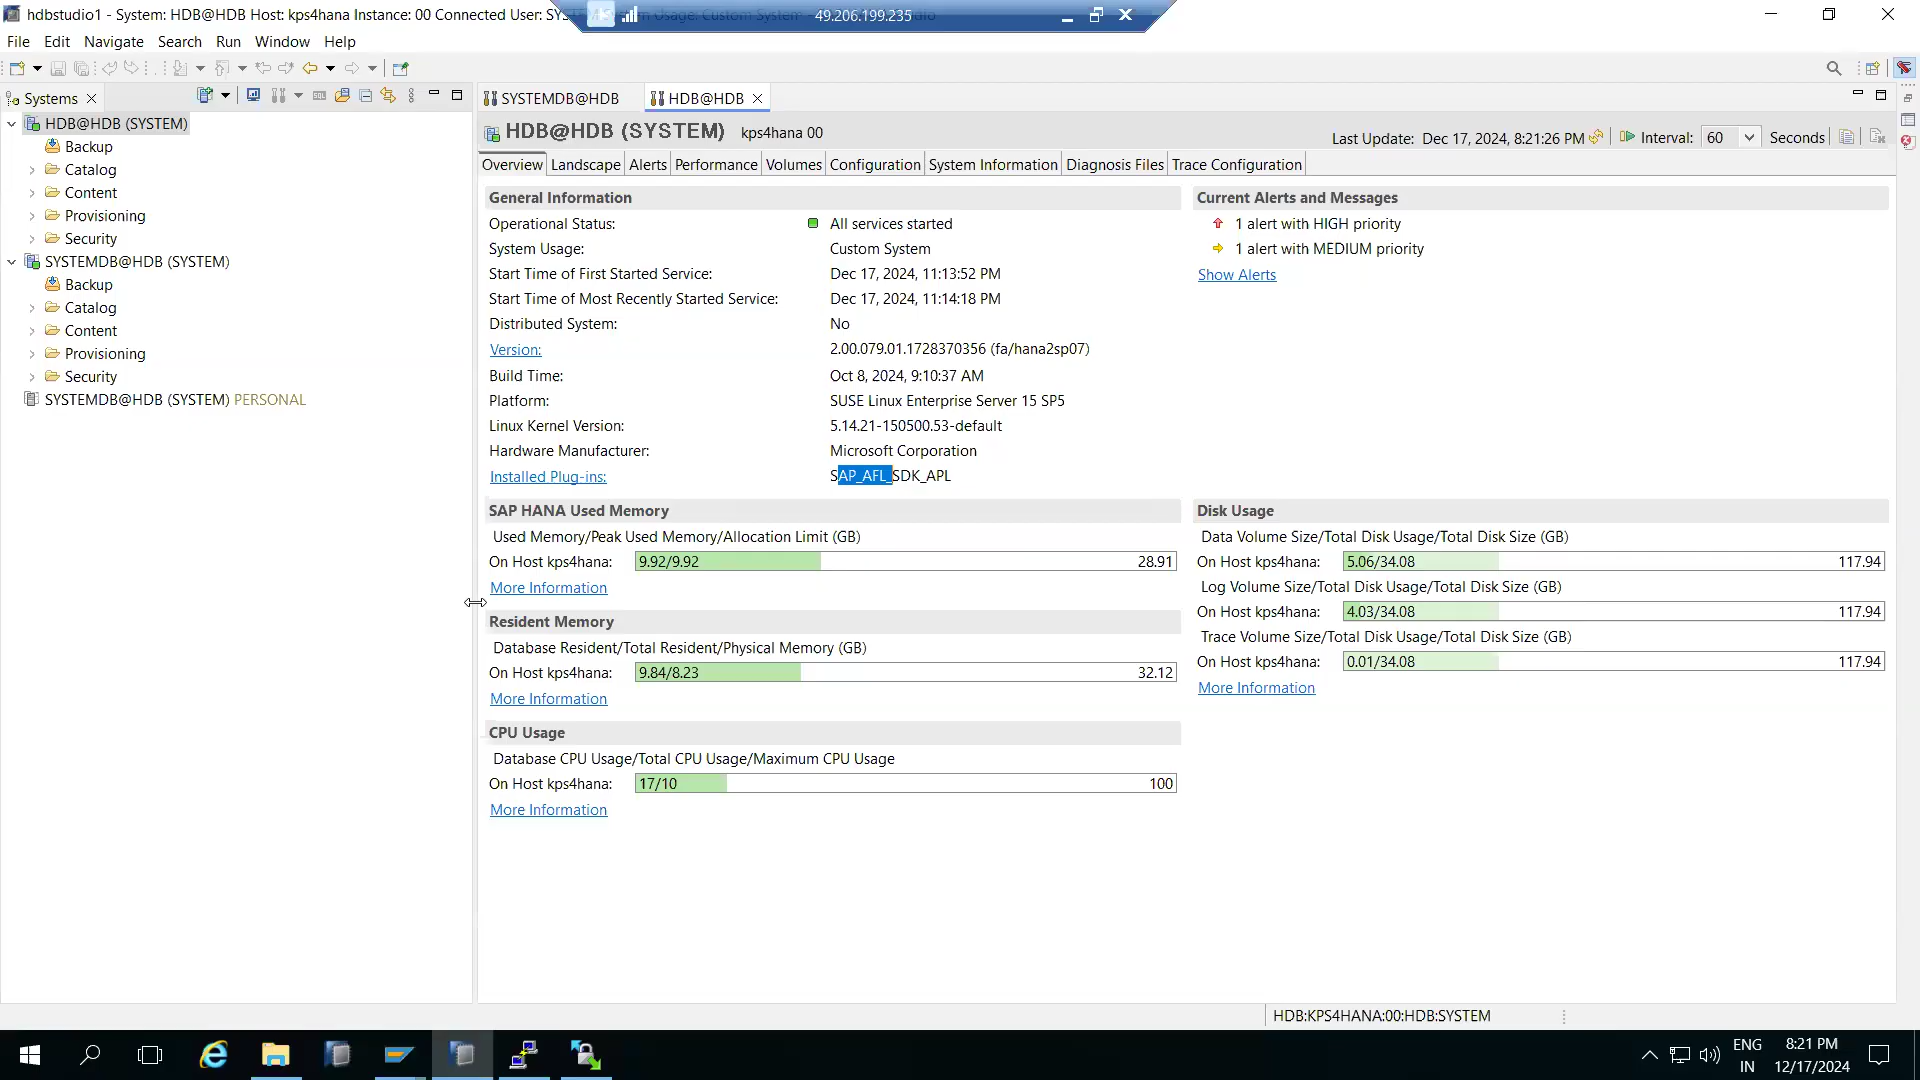 hdbstudio1 - System: HDB@HDB Host: kps4hana Instance: 00 Connected User: SY
49.206.199.235
File Edit Navigate Search Run Window Help
Systems
HDB@HDB (SYSTEM)
Backup
Catalog
Content
Provisioning
Security
SYSTEMDB@HDB (SYSTEM)
Backup
Catalog
Content
Provisioning
Security
SYSTEMDB@HDB (SYSTEM) PERSONAL
SYSTEMDB@HDB HDB@HDB
HDB@HDB (SYSTEM) kps4hana 00
Last Update: Dec 17, 2024, 8:21:26 PM Interval: 60 Seconds
Overview Landscape Alerts Performance Volumes Configuration System Information Diagnosis Files Trace Configuration
General Information
Operational Status: All services started
System Usage: Custom System
Start Time of First Started Service: Dec 17, 2024, 11:13:52 PM
Start Time of Most Recently Started Service: Dec 17, 2024, 11:14:18 PM
Distributed System: No
Version: 2.00.079.01.1728370356 (fa/hana2sp07)
Build Time: Oct 8, 2024, 9:10:37 AM
Platform: SUSE Linux Enterprise Server 15 SP5
Linux Kernel Version: 5.14.21-150500.53-default
Hardware Manufacturer: Microsoft Corporation
Installed Plug-ins: SAP_AFL_SDK_APL
Current Alerts and Messages
1 alert with HIGH priority
1 alert with MEDIUM priority
Show Alerts
SAP HANA Used Memory
Used Memory/Peak Used Memory/Allocation Limit (GB)
On Host kps4hana: 9.92/9.92 28.91
More Information
Resident Memory
Database Resident/Total Resident/Physical Memory (GB)
On Host kps4hana: 9.84/8.23 32.12
More Information
CPU Usage
Database CPU Usage/Total CPU Usage/Maximum CPU Usage
On Host kps4hana: 17/10 100
More Information
Disk Usage
Data Volume Size/Total Disk Usage/Total Disk Size (GB)
On Host kps4hana: 5.06/34.08 117.94
Log Volume Size/Total Disk Usage/Total Disk Size (GB)
On Host kps4hana: 4.03/34.08 117.94
Trace Volume Size/Total Disk Usage/Total Disk Size (GB)
On Host kps4hana: 0.01/34.08 117.94
More Information
HDB:KPS4HANA:00:HDB:SYSTEM
ENG
IN
8:21 PM
12/17/2024